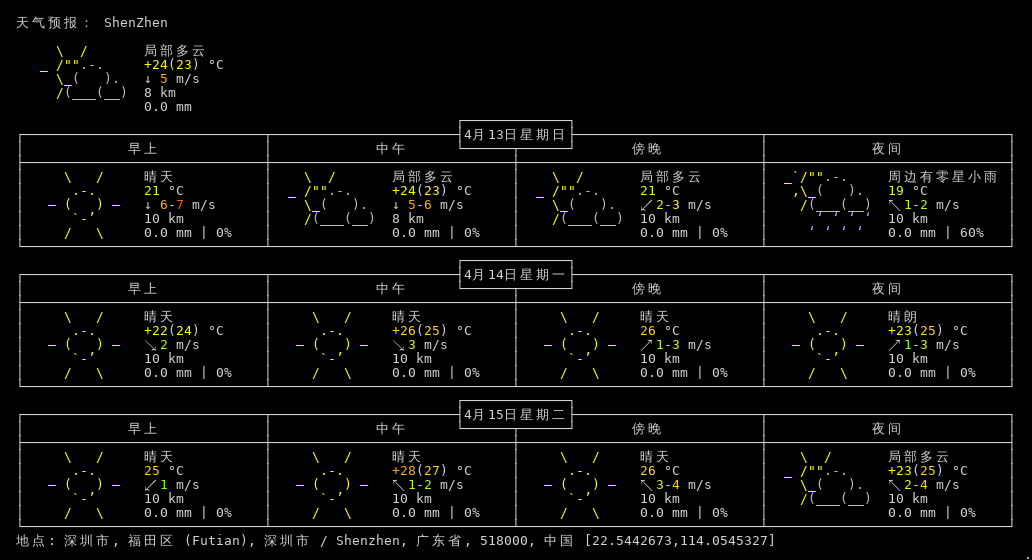 天气预报： ShenZhen
局部多云
+24(23) °C
↓ 5 m/s
8 km
0.0 mm
4月13日星期日
早上 中午 傍晚 夜间
晴天 局部多云 局部多云 周边有零星小雨
21 °C +24(23) °C 21 °C 19 °C
↓ 6-7 m/s ↓ 5-6 m/s ↙ 2-3 m/s ↖ 1-2 m/s
10 km 8 km 10 km 10 km
0.0 mm | 0% 0.0 mm | 0% 0.0 mm | 0% 0.0 mm | 60%
4月14日星期一
早上 中午 傍晚 夜间
晴天 晴天 晴天 晴朗
+22(24) °C +26(25) °C 26 °C +23(25) °C
↘ 2 m/s ↘ 3 m/s ↗ 1-3 m/s ↗ 1-3 m/s
10 km 10 km 10 km 10 km
0.0 mm | 0% 0.0 mm | 0% 0.0 mm | 0% 0.0 mm | 0%
4月15日星期二
早上 中午 傍晚 夜间
晴天 晴天 晴天 局部多云
25 °C +28(27) °C 26 °C +23(25) °C
↙ 1 m/s ↖ 1-2 m/s ↖ 3-4 m/s ↖ 2-4 m/s
10 km 10 km 10 km 10 km
0.0 mm | 0% 0.0 mm | 0% 0.0 mm | 0% 0.0 mm | 0%
地点: 深圳市, 福田区 (Futian), 深圳市 / Shenzhen, 广东省, 518000, 中国 [22.5442673,114.0545327]